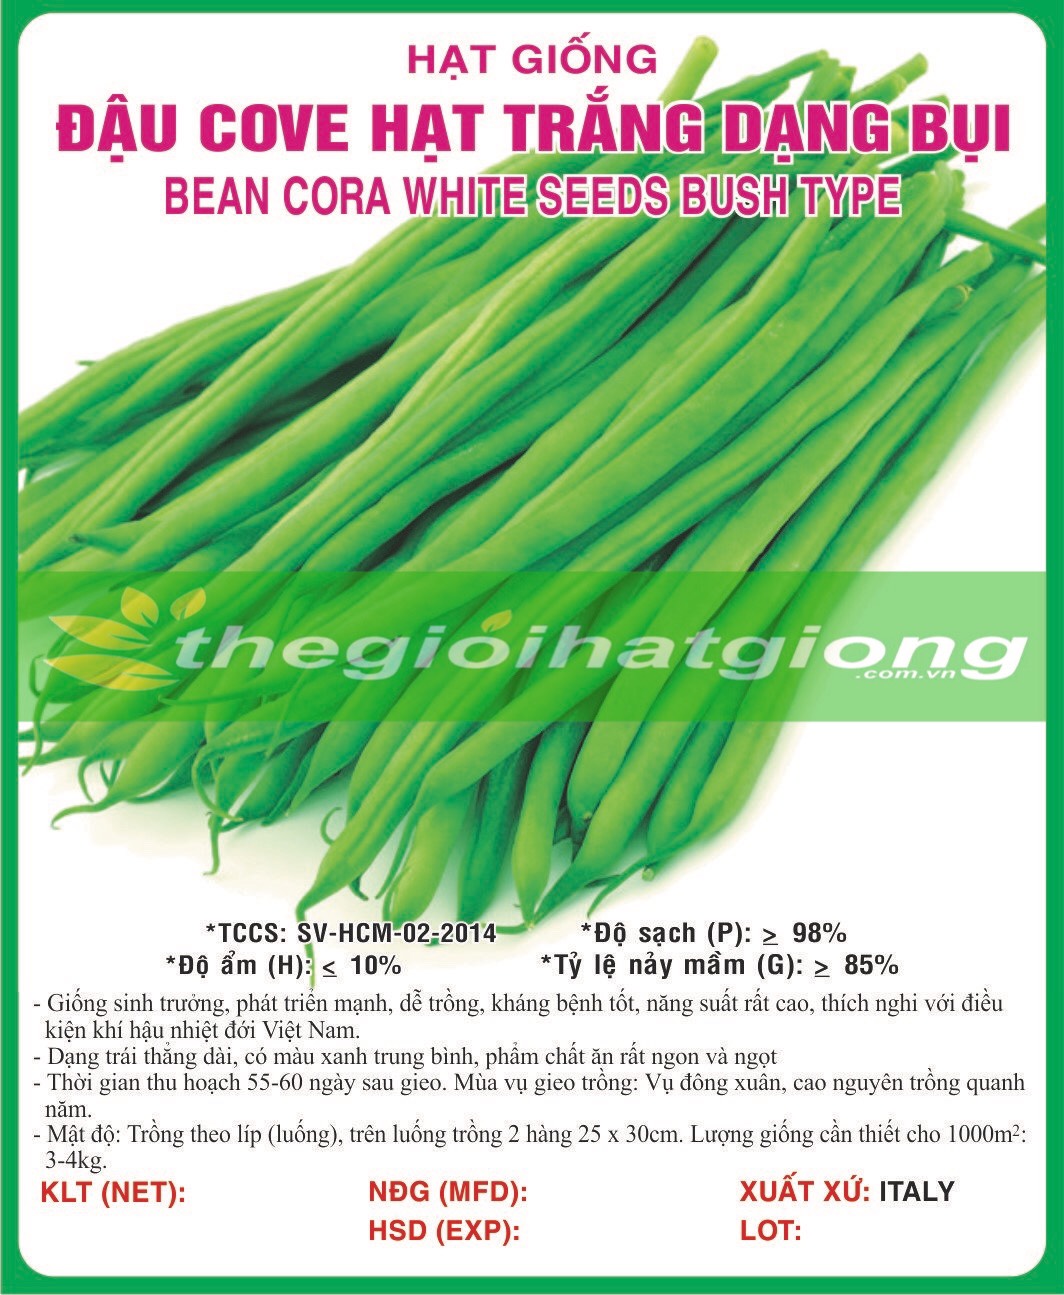 HẠT GIỐNG
ĐẬU COVE HẠT TRẮNG DẠNG BỤI
BEAN CORA WHITE SEEDS BUSH TYPE
thegioihatgiong
.com.vn
*TCCS: SV-HCM-02-2014 *Độ sạch (P): ≥ 98%
*Độ ẩm (H): ≤ 10% *Tỷ lệ nảy mầm (G): ≥ 85%
- Giống sinh trưởng, phát triển mạnh, dễ trồng, kháng bệnh tốt, năng suất rất cao, thích nghi với điều
kiện khí hậu nhiệt đới Việt Nam.
- Dạng trái thẳng dài, có màu xanh trung bình, phẩm chất ăn rất ngon và ngọt
- Thời gian thu hoạch 55-60 ngày sau gieo. Mùa vụ gieo trồng: Vụ đông xuân, cao nguyên trồng quanh
năm.
- Mật độ: Trồng theo líp (luống), trên luống trồng 2 hàng 25 x 30cm. Lượng giống cần thiết cho 1000m²:
3-4kg.
KLT (NET): NĐG (MFD): XUẤT XỨ: ITALY
HSD (EXP): LOT: